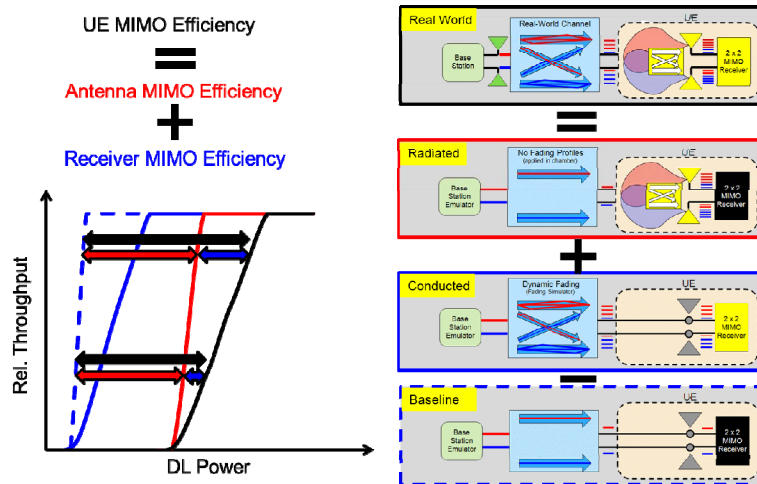 UE MIMO Efficiency
=
Antenna MIMO Efficiency
+
Receiver MIMO Efficiency
Rel. Throughput
DL Power
Real World
Real-World Channel
UE
Base
Station
2 x 2
MIMO
Receiver
=
Radiated
No Fading Profiles
(applied in chamber)
UE
Base
Station
Emulator
2 x 2
MIMO
Receiver
+
Conducted
Dynamic Fading
(Fading Simulator)
UE
Base
Station
Emulator
2 x 2
MIMO
Receiver
Baseline
UE
Base
Station
Emulator
2 x 2
MIMO
Receiver